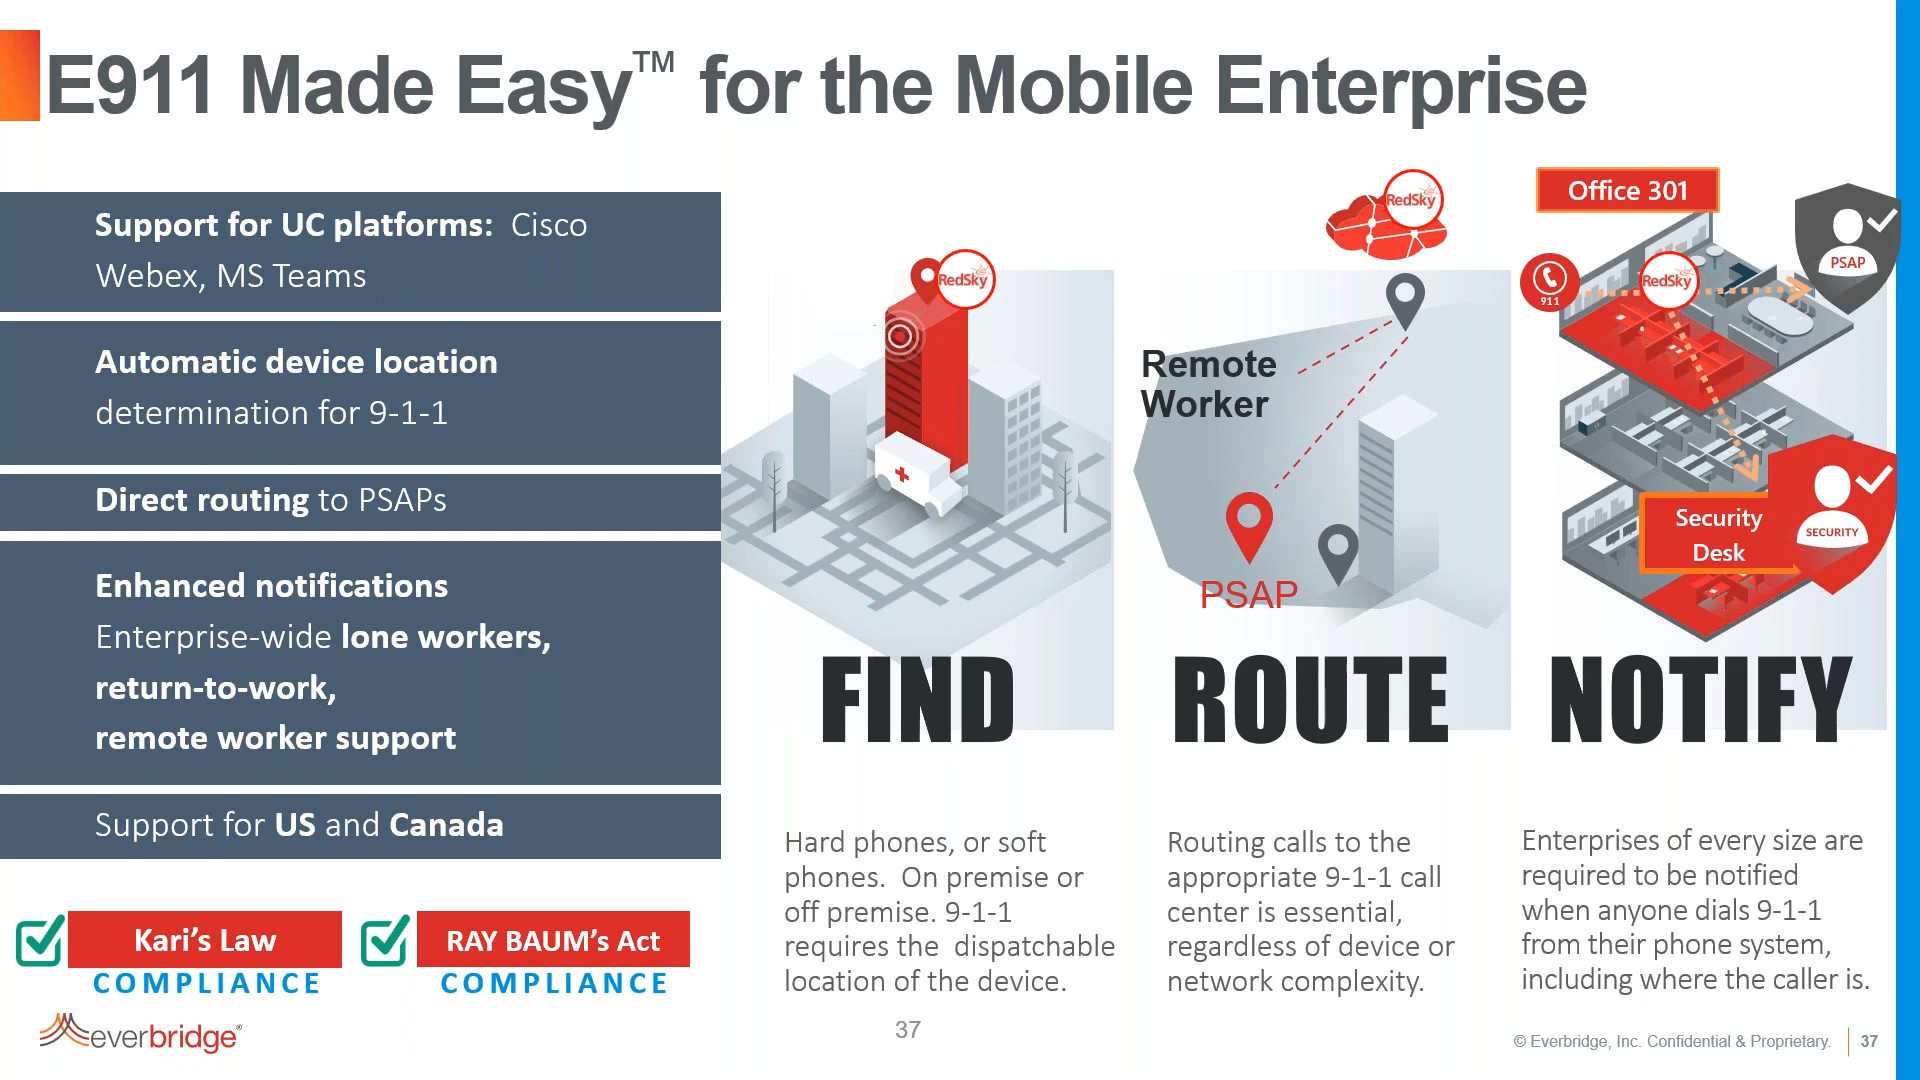 E911 Made Easy™ for the Mobile Enterprise
Support for UC platforms: Cisco
Webex, MS Teams
Automatic device location
determination for 9-1-1
Direct routing to PSAPs
Enhanced notifications
Enterprise-wide lone workers,
return-to-work,
remote worker support
Support for US and Canada
Kari’s Law
COMPLIANCE
RAY BAUM’s Act
COMPLIANCE
RedSky
FIND
Hard phones, or soft
phones. On premise or
off premise. 9-1-1
requires the dispatchable
location of the device.
RedSky
Remote
Worker
PSAP
ROUTE
Routing calls to the
appropriate 9-1-1 call
center is essential,
regardless of device or
network complexity.
Office 301
PSAP
911
RedSky
Security
Desk
SECURITY
NOTIFY
Enterprises of every size are
required to be notified
when anyone dials 9-1-1
from their phone system,
including where the caller is.
everbridge®
37
© Everbridge, Inc. Confidential & Proprietary.
37